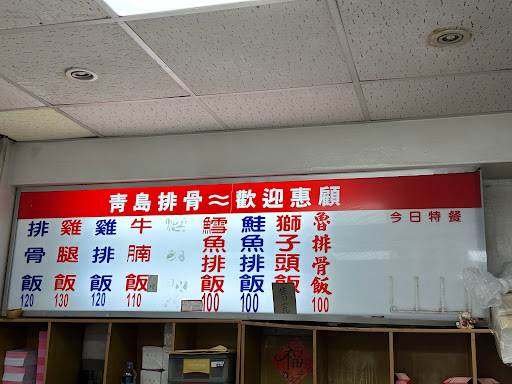 青島排骨≈歡迎惠顧
排骨飯 120
雞腿飯 130
雞排飯 120
牛腩飯 110
鱈魚排飯 100
鮭魚排飯 100
獅子頭飯
魯排骨飯 100
今日特餐
福